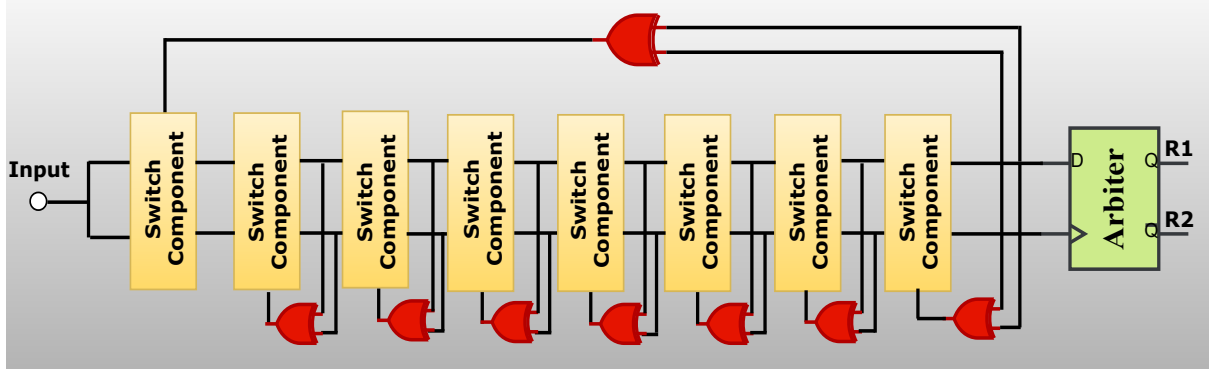 Input
Switch
Component
Switch
Component
Switch
Component
Switch
Component
Switch
Component
Switch
Component
Switch
Component
Switch
Component
D
Arbiter
Q
R1
Q
R2